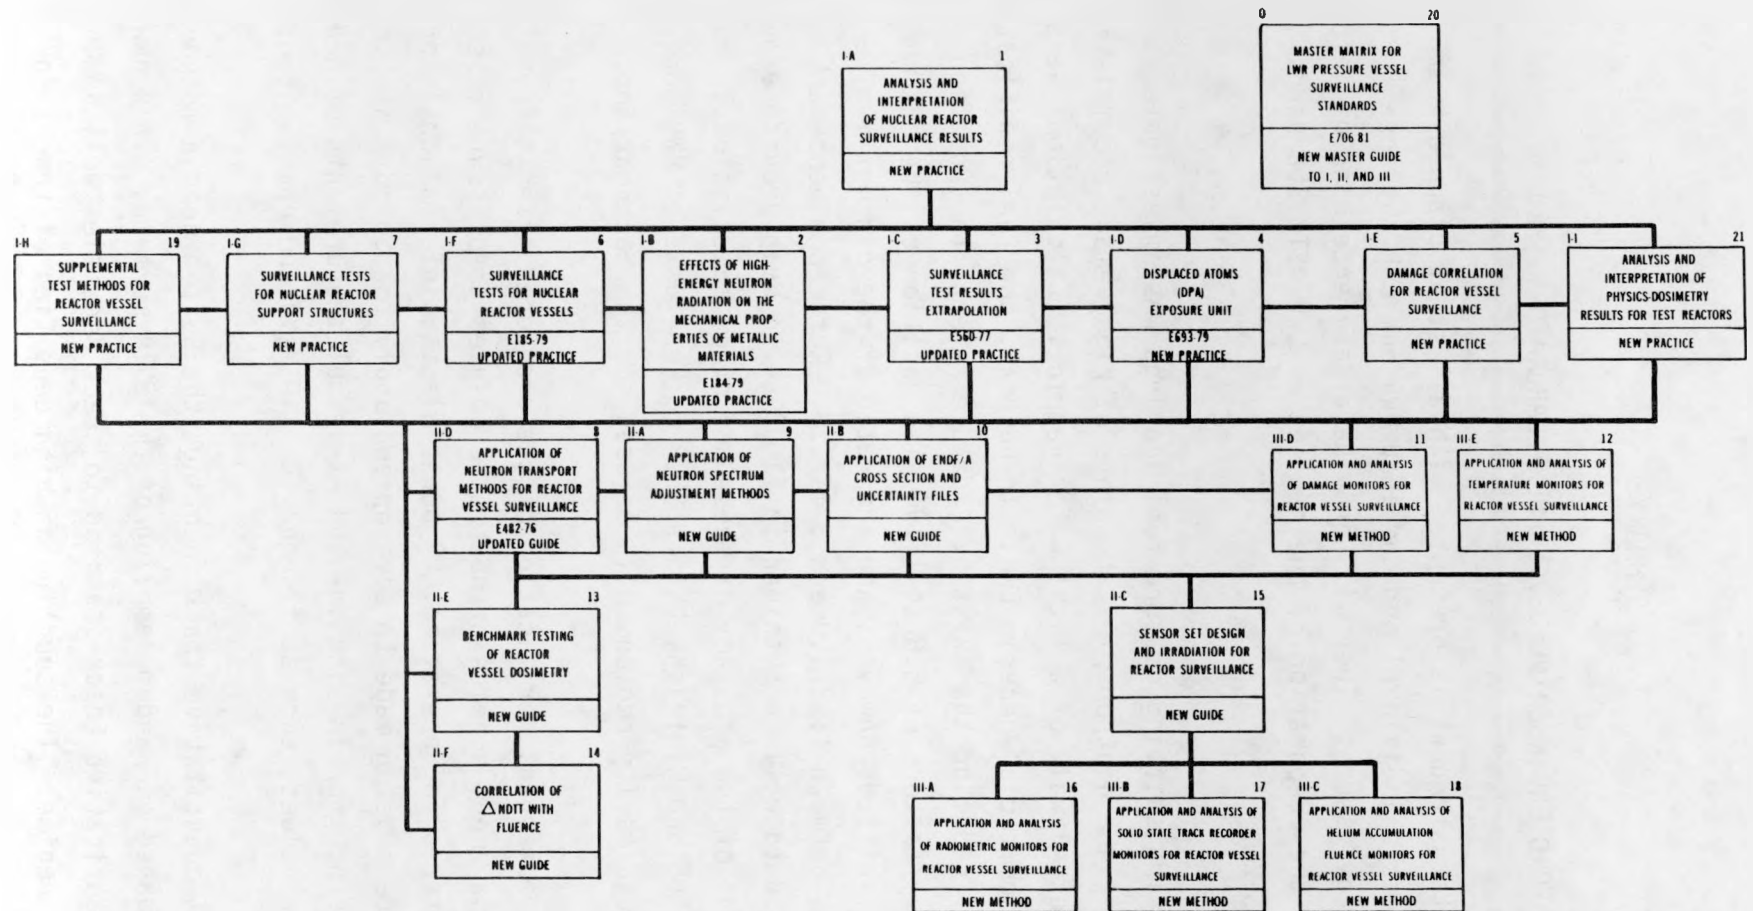 0 20
MASTER MATRIX FOR
LWR PRESSURE VESSEL
SURVEILLANCE
STANDARDS
E706 81
NEW MASTER GUIDE
TO I, II, AND III
I-A 1
ANALYSIS AND
INTERPRETATION
OF NUCLEAR REACTOR
SURVEILLANCE RESULTS
NEW PRACTICE
I-H 19
SUPPLEMENTAL
TEST METHODS FOR
REACTOR VESSEL
SURVEILLANCE
NEW PRACTICE
I-G 7
SURVEILLANCE TESTS
FOR NUCLEAR REACTOR
SUPPORT STRUCTURES
NEW PRACTICE
I-F 6
SURVEILLANCE
TESTS FOR NUCLEAR
REACTOR VESSELS
E185-79
UPDATED PRACTICE
I-B 2
EFFECTS OF HIGH-
ENERGY NEUTRON
RADIATION ON THE
MECHANICAL PROP
ERTIES OF METALLIC
MATERIALS
E184-79
UPDATED PRACTICE
I-C 3
SURVEILLANCE
TEST RESULTS
EXTRAPOLATION
E560-77
UPDATED PRACTICE
I-D 4
DISPLACED ATOMS
(DPA)
EXPOSURE UNIT
E693-79
NEW PRACTICE
I-E 5
DAMAGE CORRELATION
FOR REACTOR VESSEL
SURVEILLANCE
NEW PRACTICE
I-I 21
ANALYSIS AND
INTERPRETATION OF
PHYSICS-DOSIMETRY
RESULTS FOR TEST REACTORS
NEW PRACTICE
II-D 8
APPLICATION OF
NEUTRON TRANSPORT
METHODS FOR REACTOR
VESSEL SURVEILLANCE
E482-76
UPDATED GUIDE
II-A 9
APPLICATION OF
NEUTRON SPECTRUM
ADJUSTMENT METHODS
NEW GUIDE
II-B 10
APPLICATION OF ENDF/A
CROSS SECTION AND
UNCERTAINTY FILES
NEW GUIDE
III-D 11
APPLICATION AND ANALYSIS
OF DAMAGE MONITORS FOR
REACTOR VESSEL SURVEILLANCE
NEW METHOD
III-E 12
APPLICATION AND ANALYSIS OF
TEMPERATURE MONITORS FOR
REACTOR VESSEL SURVEILLANCE
NEW METHOD
II-E 13
BENCHMARK TESTING
OF REACTOR
VESSEL DOSIMETRY
NEW GUIDE
II-C 15
SENSOR SET DESIGN
AND IRRADIATION FOR
REACTOR SURVEILLANCE
NEW GUIDE
II-F 14
CORRELATION OF
△ NDTT WITH
FLUENCE
NEW GUIDE
III-A 16
APPLICATION AND ANALYSIS
OF RADIOMETRIC MONITORS FOR
REACTOR VESSEL SURVEILLANCE
NEW METHOD
III-B 17
APPLICATION AND ANALYSIS OF
SOLID STATE TRACK RECORDER
MONITORS FOR REACTOR VESSEL
SURVEILLANCE
NEW METHOD
III-C 18
APPLICATION AND ANALYSIS OF
HELIUM ACCUMULATION
FLUENCE MONITORS FOR
REACTOR VESSEL SURVEILLANCE
NEW METHOD